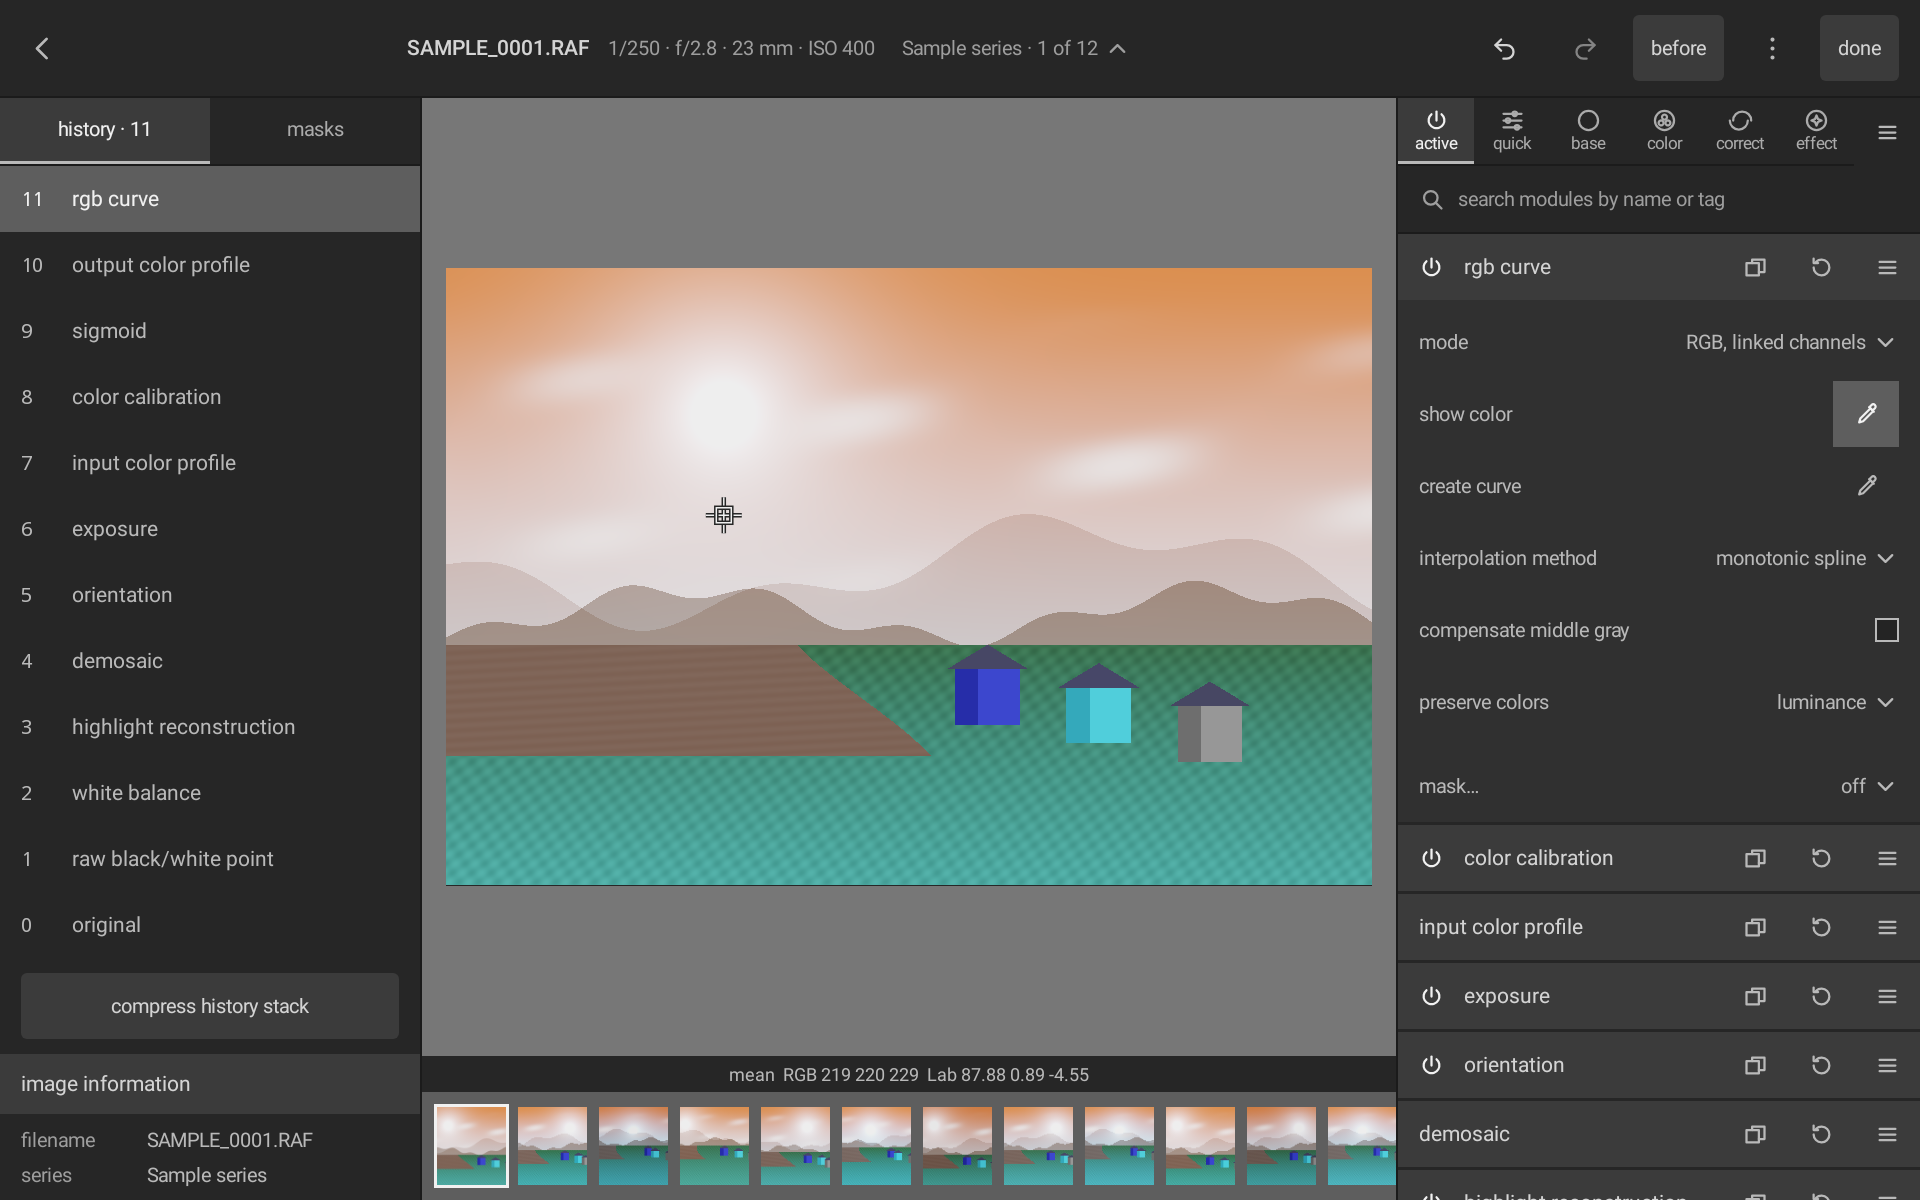 SAMPLE_0001.RAF 1/250 · f/2.8 · 23 mm · ISO 400 Sample series · 1 of 12
before
done
history · 11
masks
11 rgb curve
10 output color profile
9 sigmoid
8 color calibration
7 input color profile
6 exposure
5 orientation
4 demosaic
3 highlight reconstruction
2 white balance
1 raw black/white point
0 original
compress history stack
image information
filename SAMPLE_0001.RAF
series Sample series
mean RGB 219 220 229 Lab 87.88 0.89 -4.55
active quick base color correct effect
search modules by name or tag
rgb curve
mode RGB, linked channels
show color
create curve
interpolation method monotonic spline
compensate middle gray
preserve colors luminance
mask... off
color calibration
input color profile
exposure
orientation
demosaic
highlight reconstruction